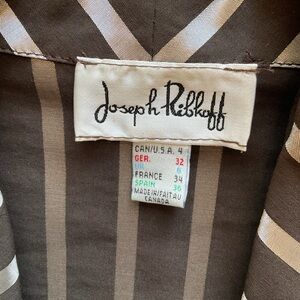 Joseph Ribkoff
CAN/U.S.A. 4
GER. 32
UK 6
FRANCE 34
SPAIN 36
MADE IN/FAIT AU
CANADA